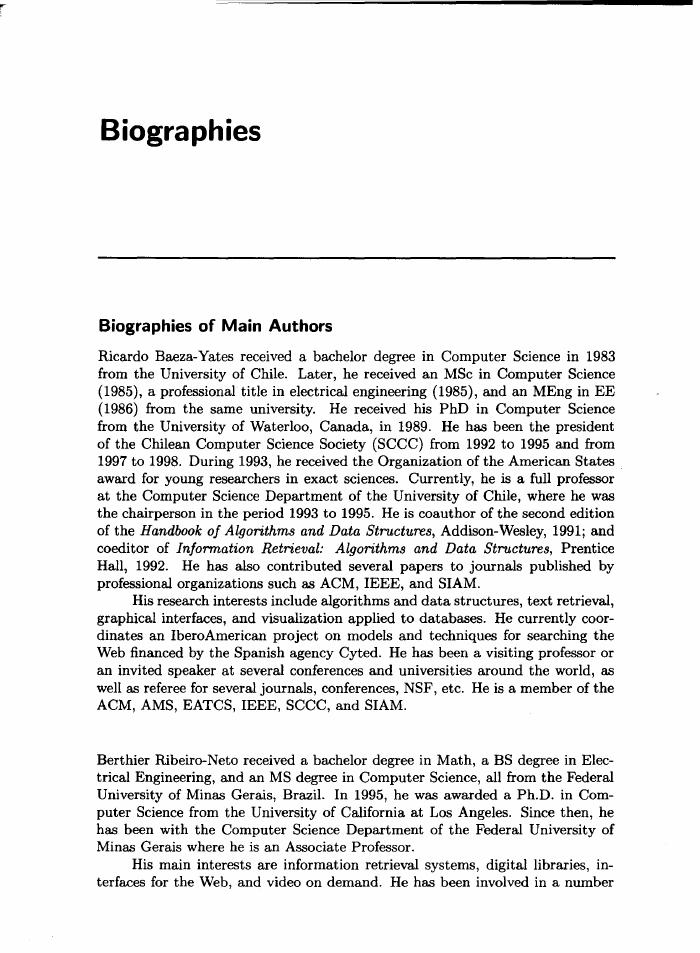 Biographies
Biographies of Main Authors
Ricardo Baeza-Yates received a bachelor degree in Computer Science in 1983
from the University of Chile. Later, he received an MSc in Computer Science
(1985), a professional title in electrical engineering (1985), and an MEng in EE
(1986) from the same university. He received his PhD in Computer Science
from the University of Waterloo, Canada, in 1989. He has been the president
of the Chilean Computer Science Society (SCCC) from 1992 to 1995 and from
1997 to 1998. During 1993, he received the Organization of the American States
award for young researchers in exact sciences. Currently, he is a full professor
at the Computer Science Department of the University of Chile, where he was
the chairperson in the period 1993 to 1995. He is coauthor of the second edition
of the Handbook of Algorithms and Data Structures, Addison-Wesley, 1991; and
coeditor of Information Retrieval: Algorithms and Data Structures, Prentice
Hall, 1992. He has also contributed several papers to journals published by
professional organizations such as ACM, IEEE, and SIAM.
His research interests include algorithms and data structures, text retrieval,
graphical interfaces, and visualization applied to databases. He currently coor-
dinates an IberoAmerican project on models and techniques for searching the
Web financed by the Spanish agency Cyted. He has been a visiting professor or
an invited speaker at several conferences and universities around the world, as
well as referee for several journals, conferences, NSF, etc. He is a member of the
ACM, AMS, EATCS, IEEE, SCCC, and SIAM.
Berthier Ribeiro-Neto received a bachelor degree in Math, a BS degree in Elec-
trical Engineering, and an MS degree in Computer Science, all from the Federal
University of Minas Gerais, Brazil. In 1995, he was awarded a Ph.D. in Com-
puter Science from the University of California at Los Angeles. Since then, he
has been with the Computer Science Department of the Federal University of
Minas Gerais where he is an Associate Professor.
His main interests are information retrieval systems, digital libraries, in-
terfaces for the Web, and video on demand. He has been involved in a number